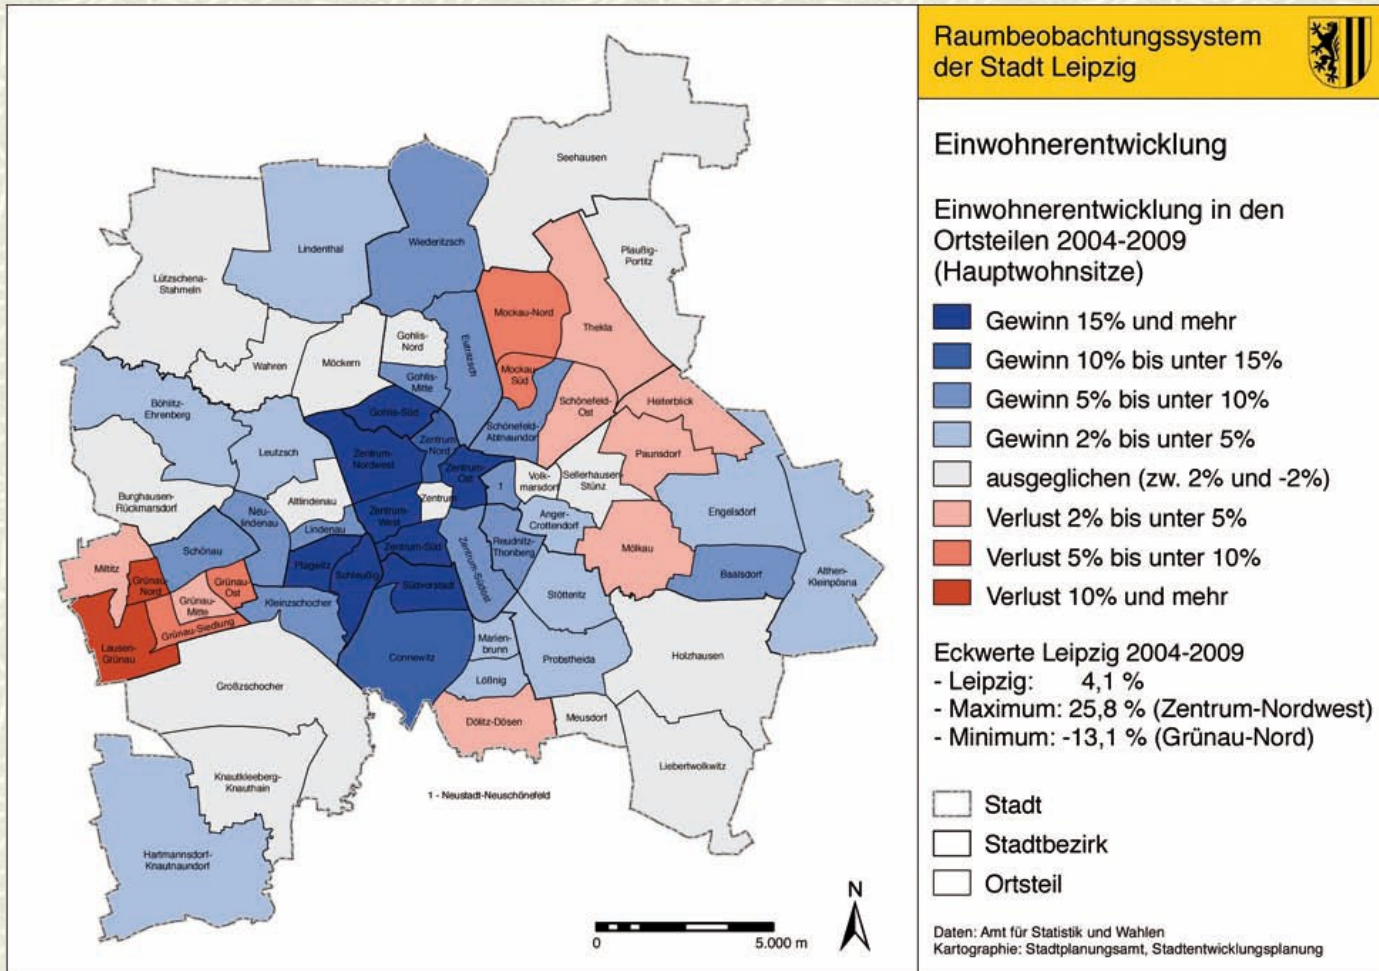 Raumbeobachtungssystem
der Stadt Leipzig
Einwohnerentwicklung
Einwohnerentwicklung in den
Ortsteilen 2004-2009
(Hauptwohnsitze)
Gewinn 15% und mehr
Gewinn 10% bis unter 15%
Gewinn 5% bis unter 10%
Gewinn 2% bis unter 5%
ausgeglichen (zw. 2% und -2%)
Verlust 2% bis unter 5%
Verlust 5% bis unter 10%
Verlust 10% und mehr
Eckwerte Leipzig 2004-2009
- Leipzig: 4,1 %
- Maximum: 25,8 % (Zentrum-Nordwest)
- Minimum: -13,1 % (Grünau-Nord)
Stadt
Stadtbezirk
Ortsteil
Daten: Amt für Statistik und Wahlen
Kartographie: Stadtplanungsamt, Stadtentwicklungsplanung
Seehausen
Wiederitzsch
Lindenthal
Plaußig-
Portitz
Lützschena-
Stahmeln
Mockau-Nord
Thekla
Gohlis-
Nord
Eutritzsch
Wahren
Möckern
Mockau-
Süd
Gohlis-
Mitte
Böhlitz-
Ehrenberg
Schönefeld-
Ost
Heiterblick
Gohlis-Süd
Schönefeld-
Abtnaundorf
Zentrum-
Nord
Leutzsch
Zentrum-
Nordwest
Paunsdorf
Zentrum-
Ost
Volk-
marsdorf
Sellerhausen-
Stünz
1
Burghausen-
Rückmarsdorf
Altlindenau
Zentrum
Neu-
lindenau
Zentrum-
West
Anger-
Crottendorf
Engelsdorf
Lindenau
Schönau
Zentrum-Süd
Zentrum-Südost
Reudnitz-
Thonberg
Mölkau
Miltitz
Plagwitz
Schleußig
Baalsdorf
Althen-
Kleinpösna
Grünau-
Nord
Grünau-
Ost
Südvorstadt
Stötteritz
Grünau-
Mitte
Kleinzschocher
Grünau-Siedlung
Marien-
brunn
Lausen-
Grünau
Connewitz
Probstheida
Holzhausen
Lößnig
Großzschocher
Dölitz-Dösen
Meusdorf
Liebertwolkwitz
Knautkleeberg-
Knauthain
1 - Neustadt-Neuschönefeld
Hartmannsdorf-
Knautnaundorf
N
0 5.000 m